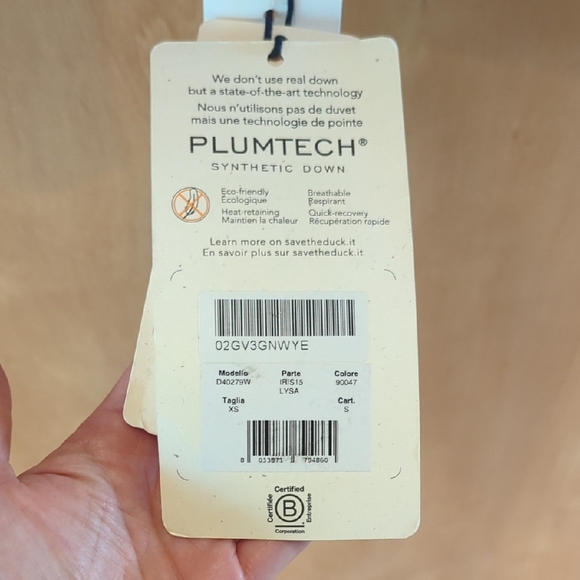 We don't use real down
but a state-of-the-art technology
Nous n'utilisons pas de duvet
mais une technologie de pointe
PLUMTECH®
SYNTHETIC DOWN
Eco-friendly
Écologique
Breathable
Respirant
Heat-retaining
Maintien la chaleur
Quick-recovery
Récupération rapide
Learn more on savetheduck.it
En savoir plus sur savetheduck.it
02GV3GNWYE
Modello Parte Colore
D40279W IRIS15 90047
LYSA
Taglia Cart.
XS S
Certified
Certifiée
B
Entreprise
Corporation